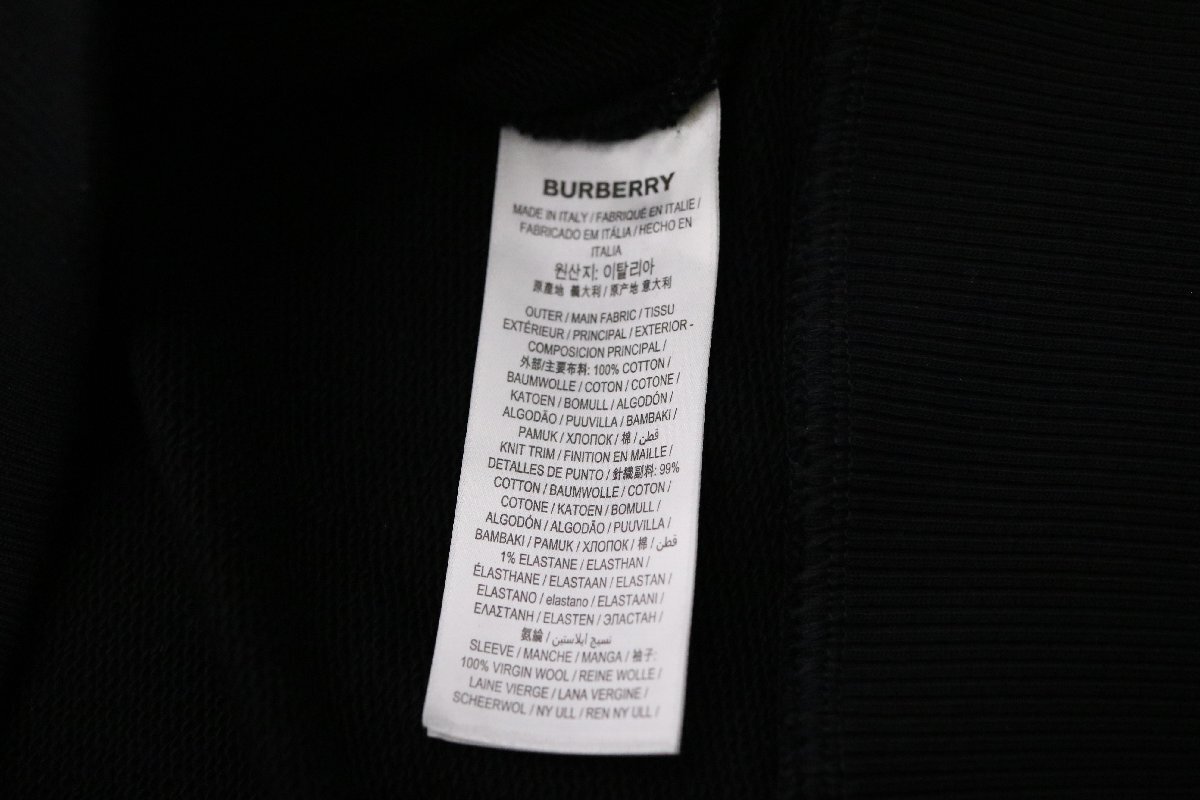 BURBERRY
MADE IN ITALY / FABRIQUÉ EN ITALIE /
FABRICADO EM ITÁLIA / HECHO EN
ITALIA
원산지: 이탈리아
原產地 義大利 / 原产地 意大利
OUTER / MAIN FABRIC / TISSU
EXTÉRIEUR / PRINCIPAL / EXTERIOR -
COMPOSICION PRINCIPAL /
外部/主要布料: 100% COTTON /
BAUMWOLLE / COTON / COTONE /
KATOEN / BOMULL / ALGODÓN /
ALGODÃO / PUUVILLA / BAMBAKI /
PAMUK / ХЛОПОК / 棉 / قطن
KNIT TRIM / FINITION EN MAILLE /
DETALLES DE PUNTO / 針織副料: 99%
COTTON / BAUMWOLLE / COTON /
COTONE / KATOEN / BOMULL /
ALGODÓN / ALGODÃO / PUUVILLA /
BAMBAKI / PAMUK / ХЛОПОК / 棉 / قطن
1% ELASTANE / ELASTHAN /
ÉLASTHANE / ELASTAAN / ELASTAN /
ELASTANO / elastano / ELASTAANI /
ΕΛΑΣΤΑΝΗ / ELASTEN / ЭЛАСТАН /
氨綸 / نسيج ايلاستين
SLEEVE / MANCHE / MANGA / 袖子:
100% VIRGIN WOOL / REINE WOLLE /
LAINE VIERGE / LANA VERGINE /
SCHEERWOL / NY ULL / REN NY ULL /